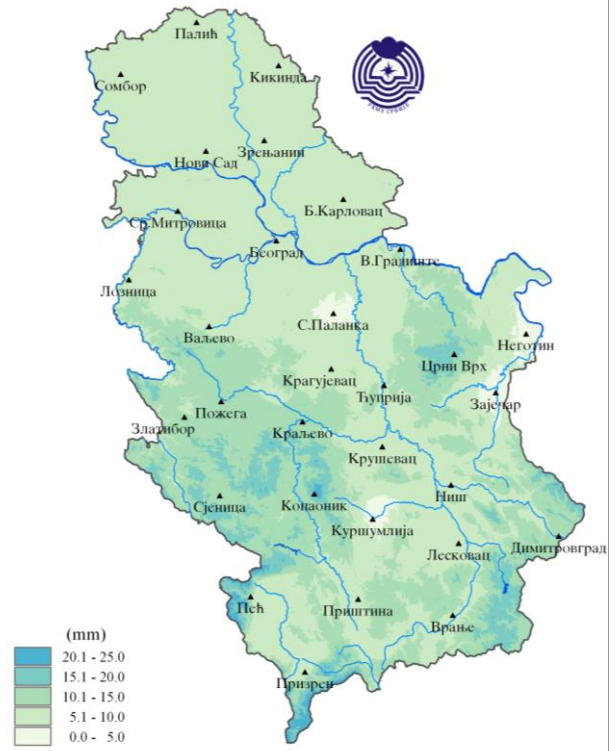 Палић
Кикинда
Сомбор
Зрењанин
Нови Сад
Б.Карловац
Ср.Митровица
Београд
В.Градиште
Лозница
С.Паланка
Ваљево
Неготин
Црни Врх
Крагујевац
Ћуприја
Зајечар
Пожега
Златибор
Краљево
Крушевац
Ниш
Сјеница
Копаоник
Куршумлија
Лесковац
Димитровград
Пећ
Приштина
Врање
Призрен
(mm)
20.1 - 25.0
15.1 - 20.0
10.1 - 15.0
5.1 - 10.0
0.0 - 5.0